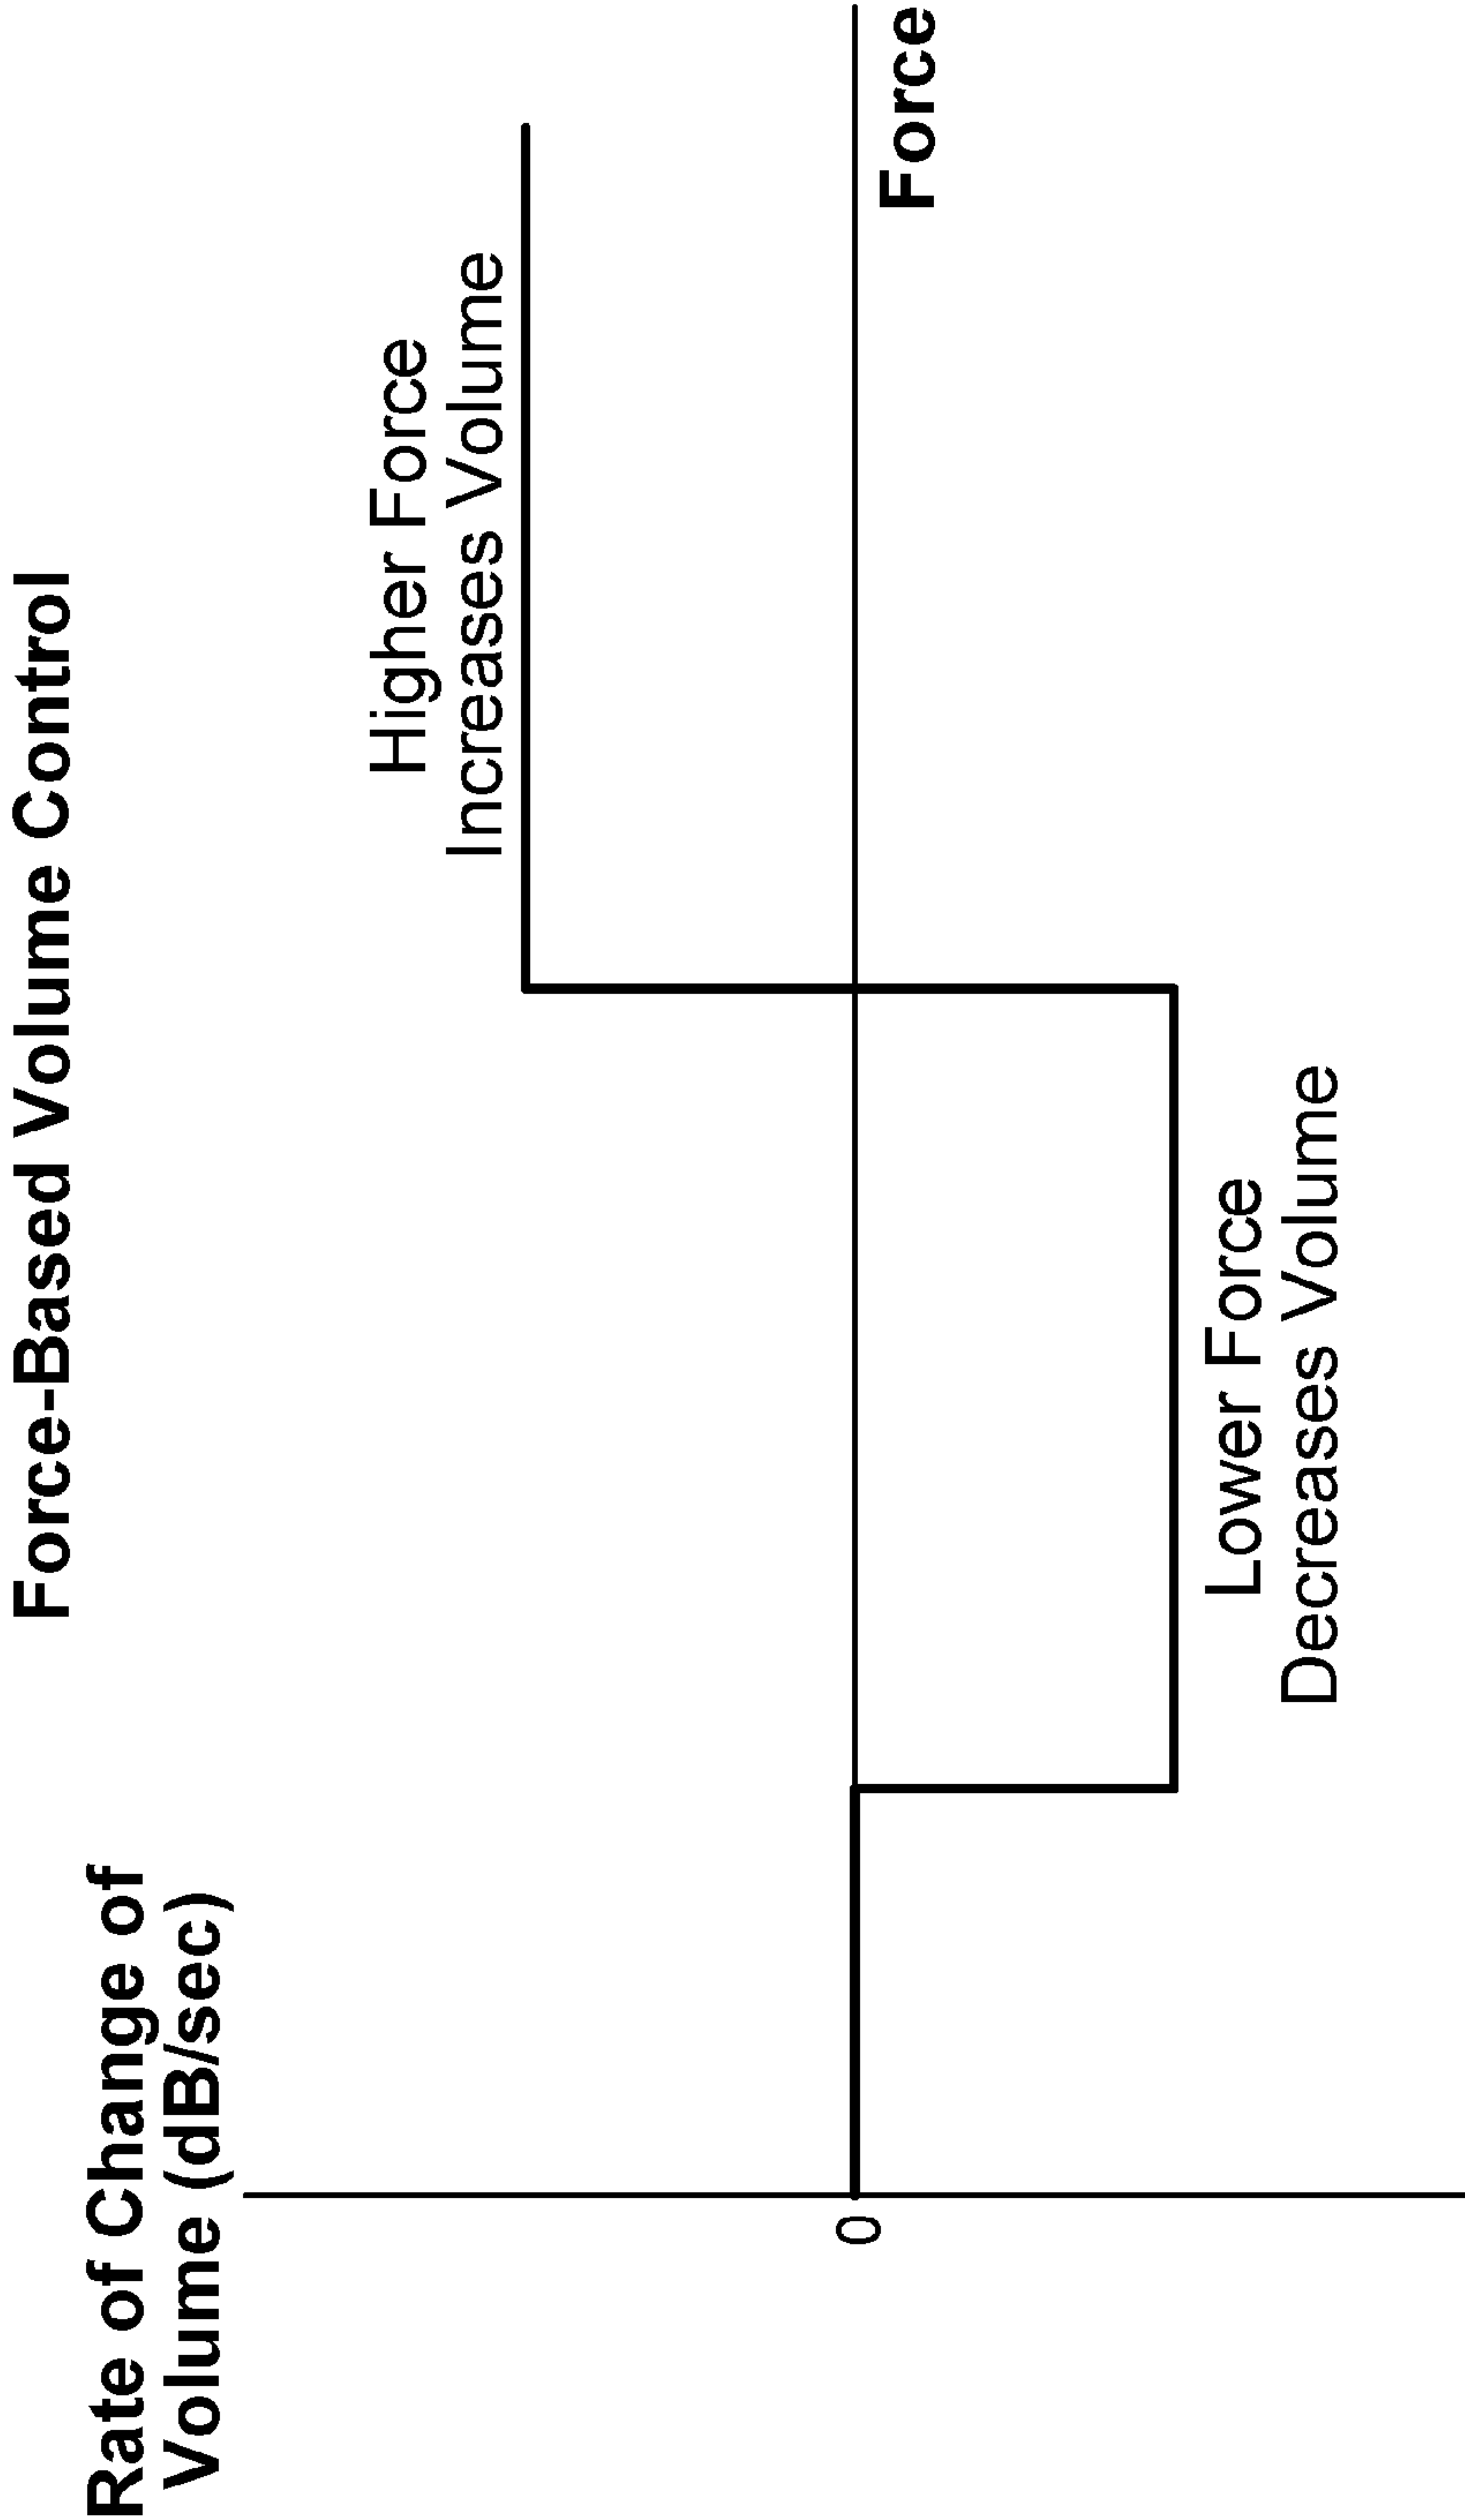 Force-Based Volume Control
Rate of Change of
Volume (dB/sec)
Higher Force
Increases Volume
0
Force
Lower Force
Decreases Volume